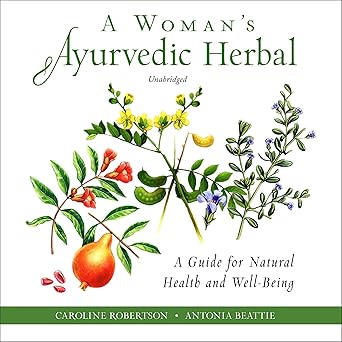 A WOMAN'S
Ayurvedic Herbal
Unabridged
A Guide for Natural
Health and Well-Being
CAROLINE ROBERTSON • ANTONIA BEATTIE